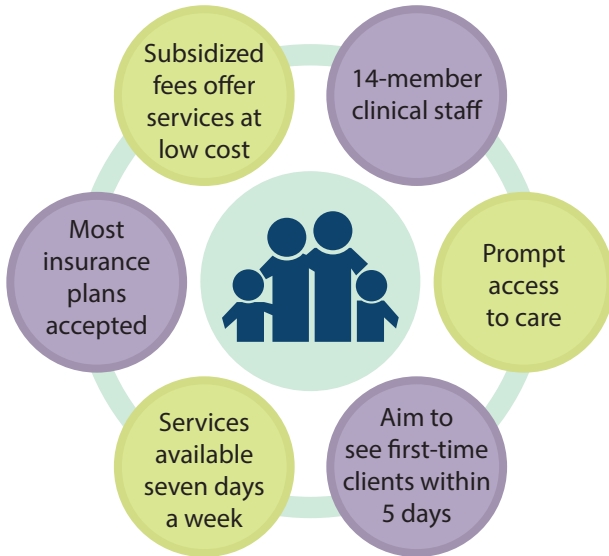 Subsidized
fees offer
services at
low cost
14-member
clinical staff
Prompt
access
to care
Aim to
see first-time
clients within
5 days
Services
available
seven days
a week
Most
insurance
plans
accepted